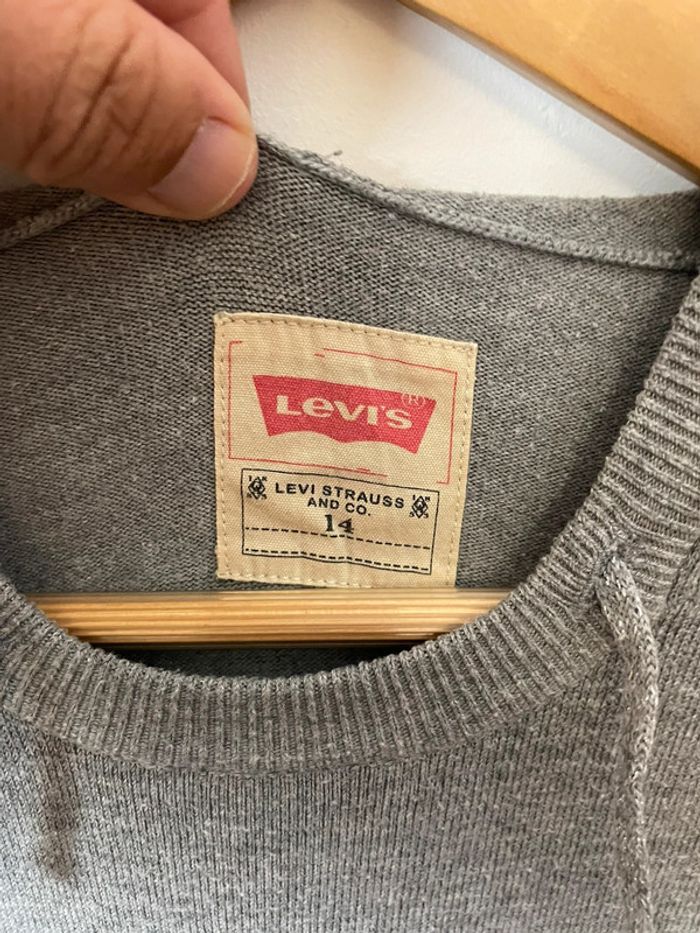 Levi's
(R)
LEVI STRAUSS
AND CO.
14